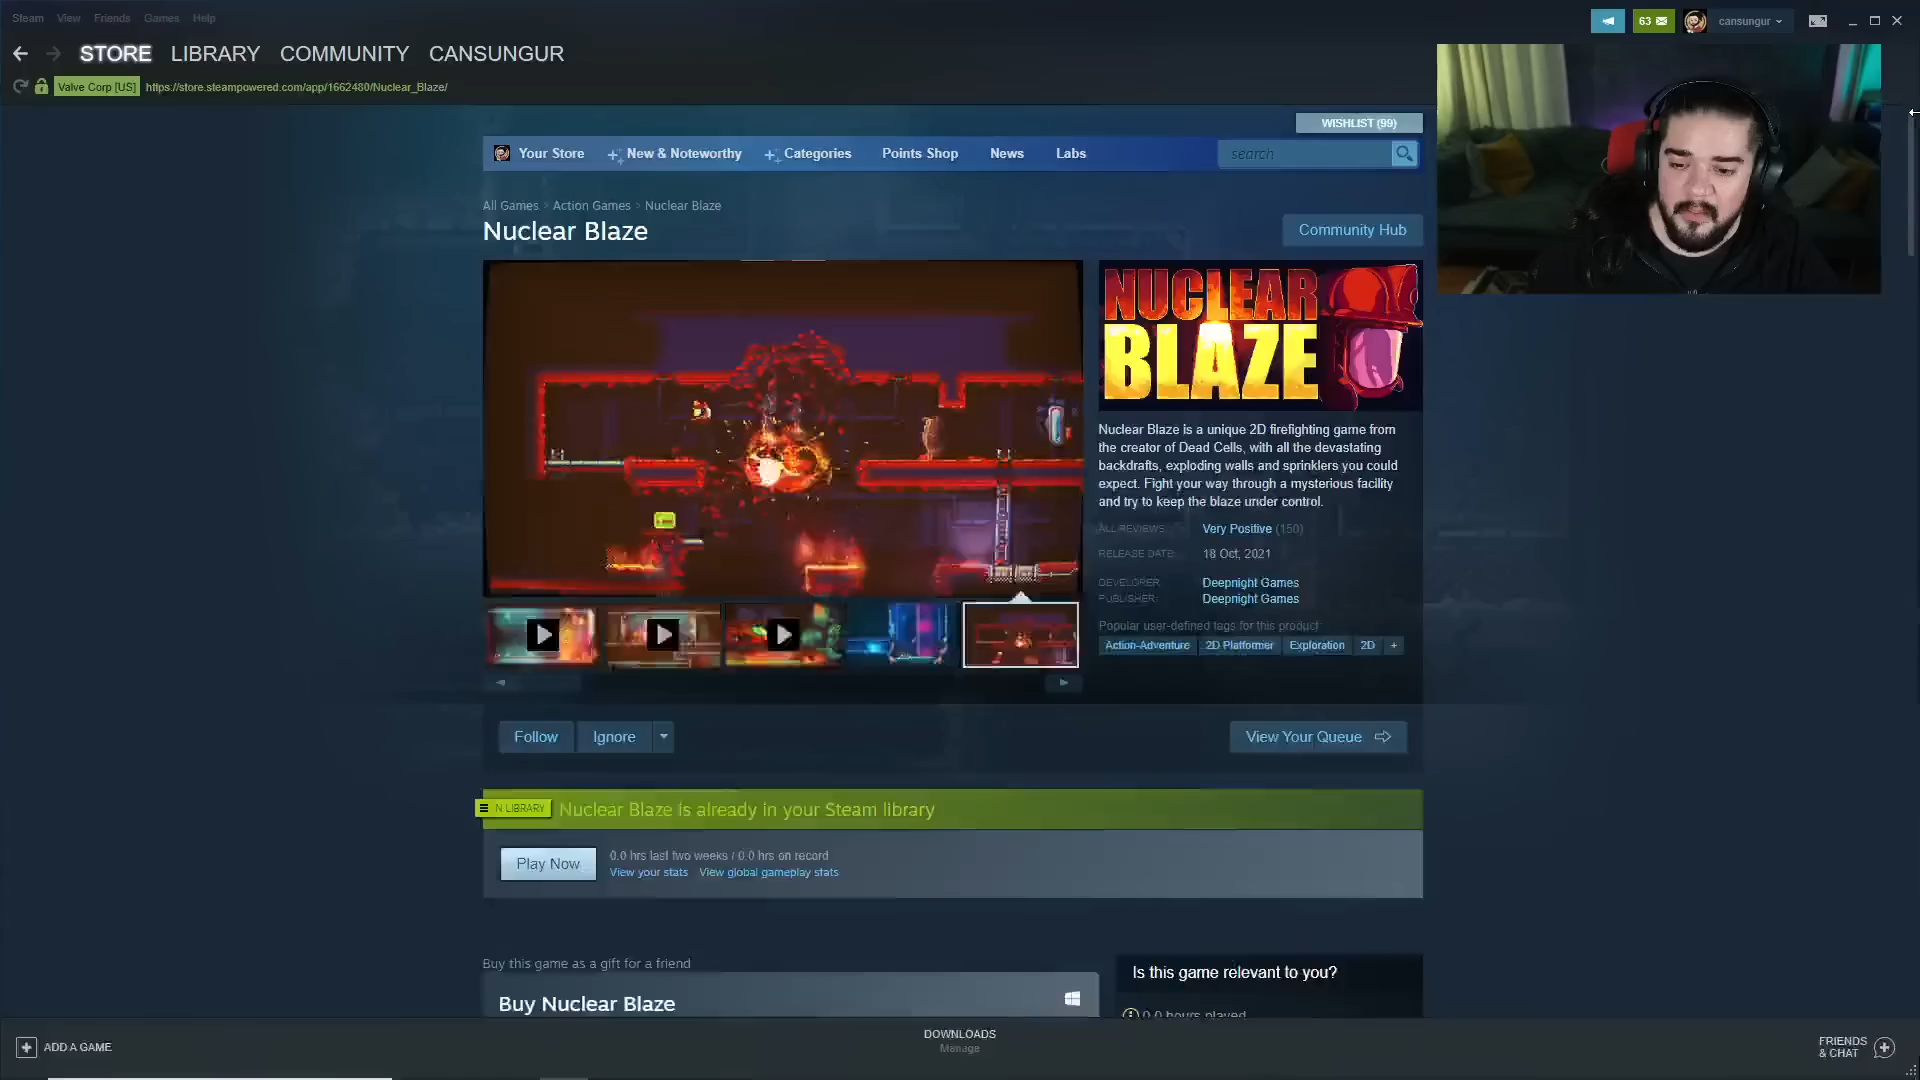 Steam View Friends Games Help
63
cansungur
STORE LIBRARY COMMUNITY CANSUNGUR
Valve Corp [US] https://store.steampowered.com/app/1662480/Nuclear_Blaze/
WISHLIST (99)
Your Store New & Noteworthy Categories Points Shop News Labs
search
All Games > Action Games > Nuclear Blaze
Nuclear Blaze
Community Hub
NUCLEAR
BLAZE
Nuclear Blaze is a unique 2D firefighting game from
the creator of Dead Cells, with all the devastating
backdrafts, exploding walls and sprinklers you could
expect. Fight your way through a mysterious facility
and try to keep the blaze under control.
ALL REVIEWS: Very Positive (150)
RELEASE DATE: 18 Oct, 2021
DEVELOPER: Deepnight Games
PUBLISHER: Deepnight Games
Popular user-defined tags for this product:
Action-Adventure 2D Platformer Exploration 2D +
Follow Ignore
View Your Queue
N LIBRARY Nuclear Blaze is already in your Steam library
Play Now
0.0 hrs last two weeks / 0.0 hrs on record
View your stats View global gameplay stats
Buy this game as a gift for a friend
Buy Nuclear Blaze
Is this game relevant to you?
0.0 hours played
ADD A GAME
DOWNLOADS
Manage
FRIENDS
& CHAT